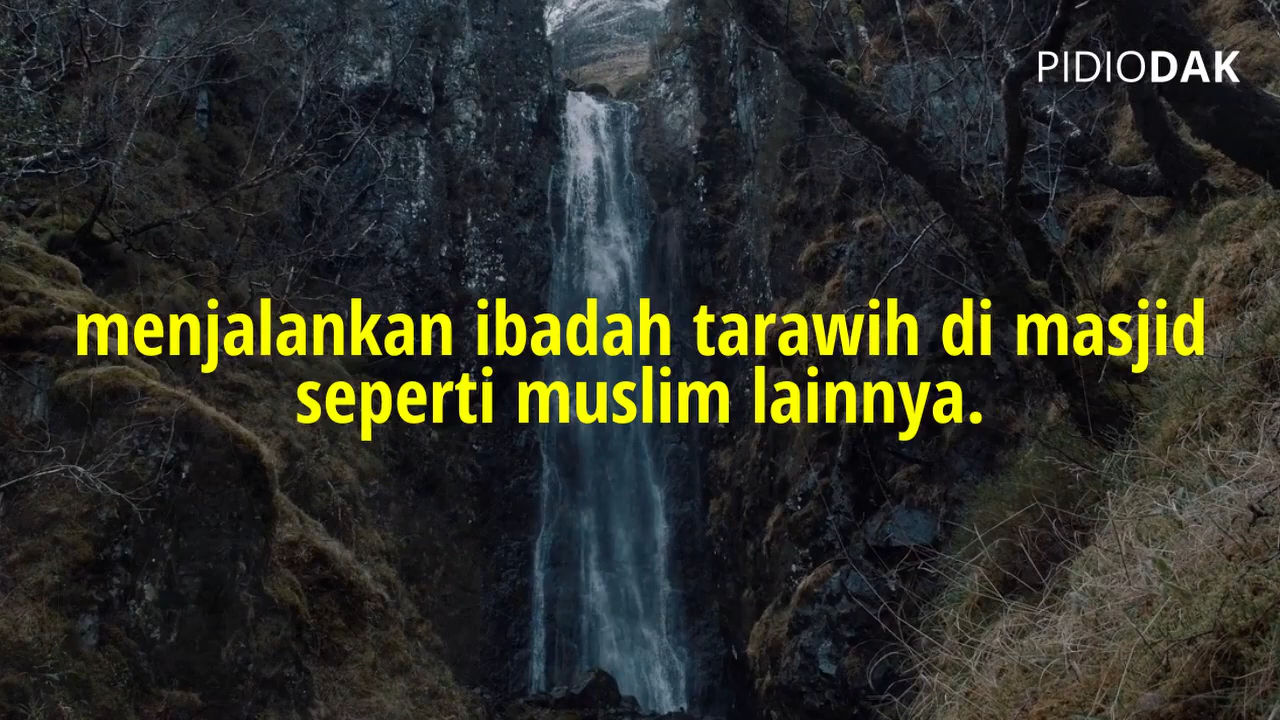 PIDIODAK
menjalankan ibadah tarawih di masjid
seperti muslim lainnya.